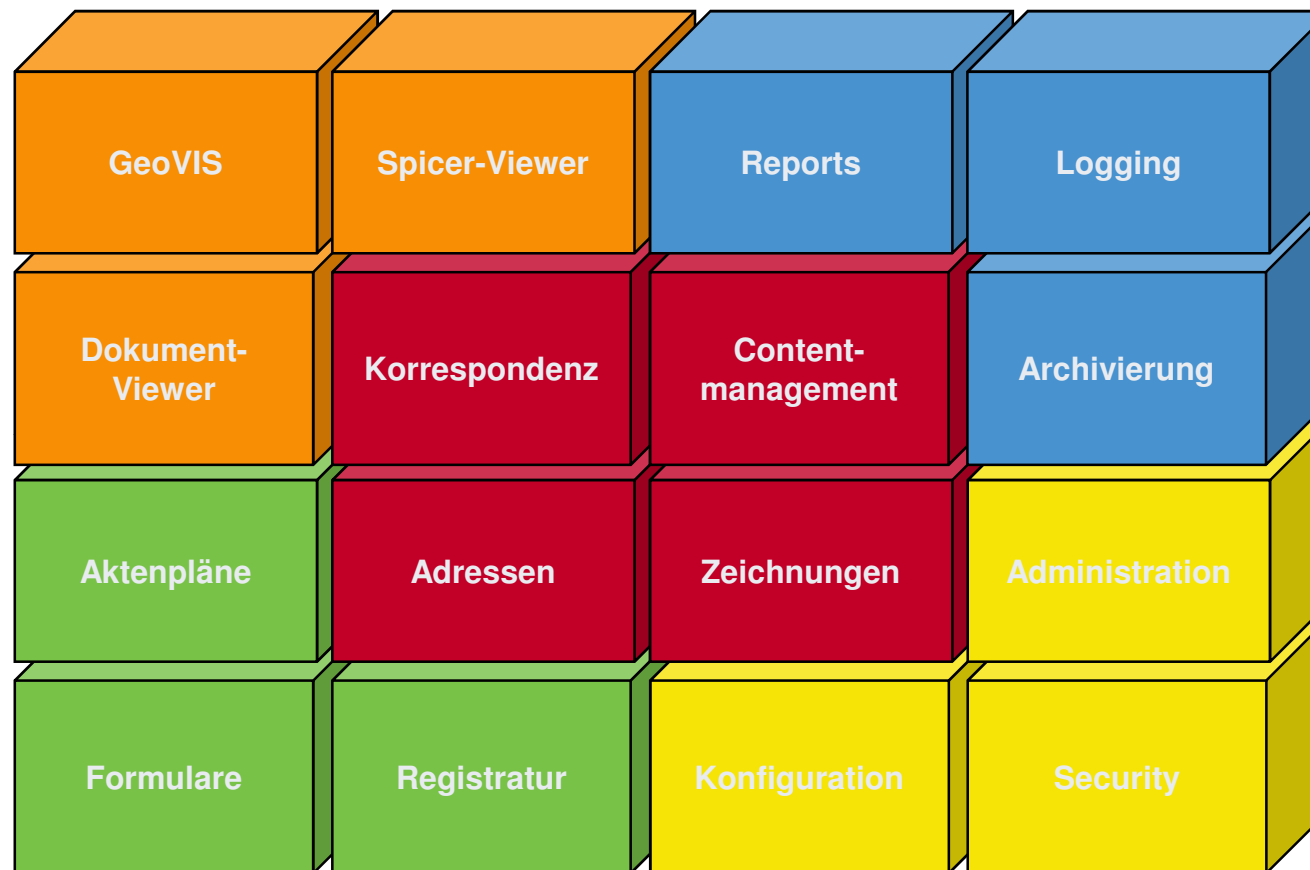 GeoVIS
Spicer-Viewer
Reports
Logging
Dokument-
Viewer
Korrespondenz
Content-
management
Archivierung
Aktenpläne
Adressen
Zeichnungen
Administration
Formulare
Registratur
Konfiguration
Security